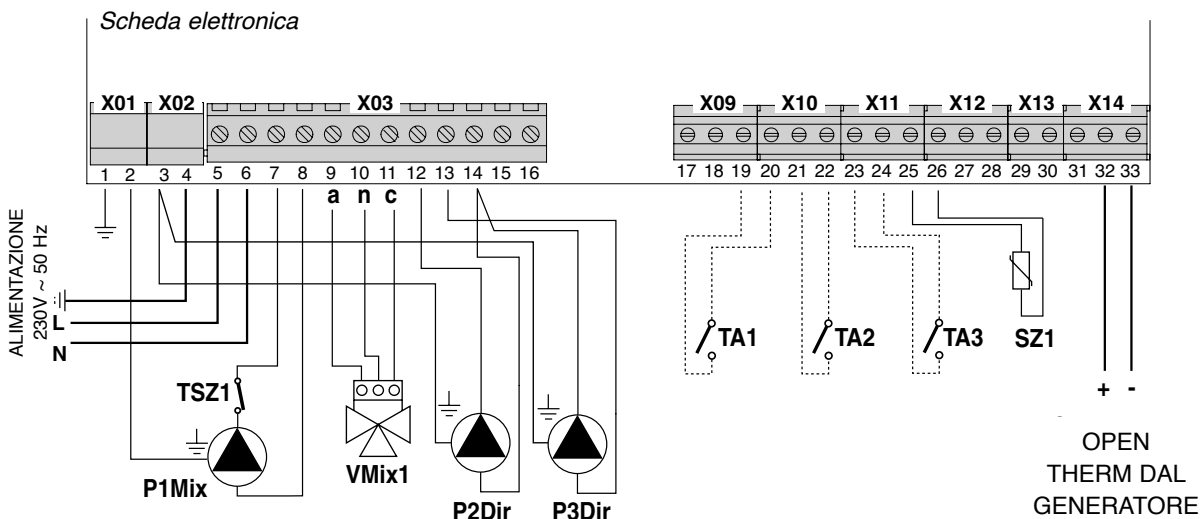 Scheda elettronica
X01 X02 X03 X09 X10 X11 X12 X13 X14
1 2 3 4 5 6 7 8 9 10 11 12 13 14 15 16 17 18 19 20 21 22 23 24 25 26 27 28 29 30 31 32 33
a n c
ALIMENTAZIONE
230V ~ 50 Hz
L
N
TA1 TA2 TA3 SZ1
TSZ1
+ -
P1Mix VMix1 P2Dir P3Dir
OPEN
THERM DAL
GENERATORE